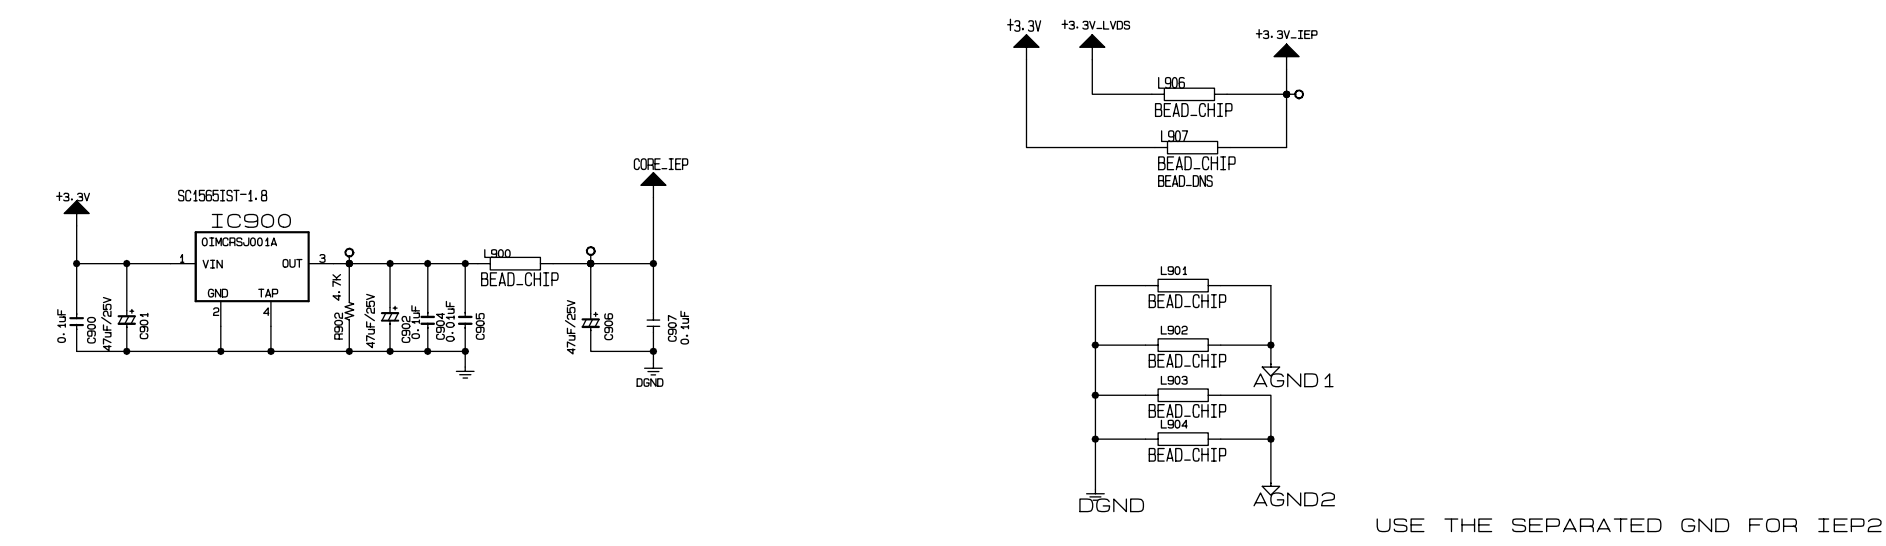 +3.3V
SC1565IST-1.8
IC900
0IMCRSJ001A
1
VIN
OUT
3
GND
TAP
2
4
0.1uF
C900
47uF/25V
C901
R902
4.7K
47uF/25V
C902
0.1uF
C904
0.01uF
C905
L900
BEAD_CHIP
CORE_IEP
47uF/25V
C906
C907
0.1uF
DGND
+3.3V
+3.3V_LVDS
+3.3V_IEP
L906
BEAD_CHIP
L907
BEAD_CHIP
BEAD_DNS
L901
BEAD_CHIP
L902
BEAD_CHIP
AGND1
L903
BEAD_CHIP
L904
BEAD_CHIP
DGND
AGND2
USE THE SEPARATED GND FOR IEP2